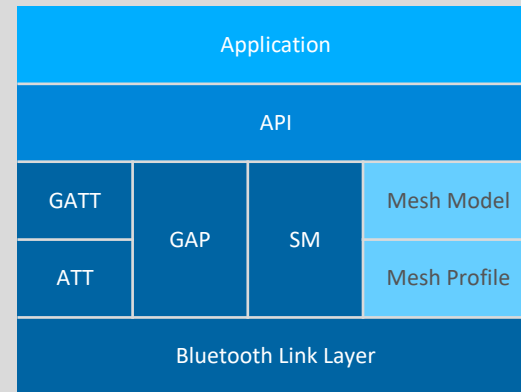 Application
API
GATT
GAP
SM
Mesh Model
ATT
Mesh Profile
Bluetooth Link Layer